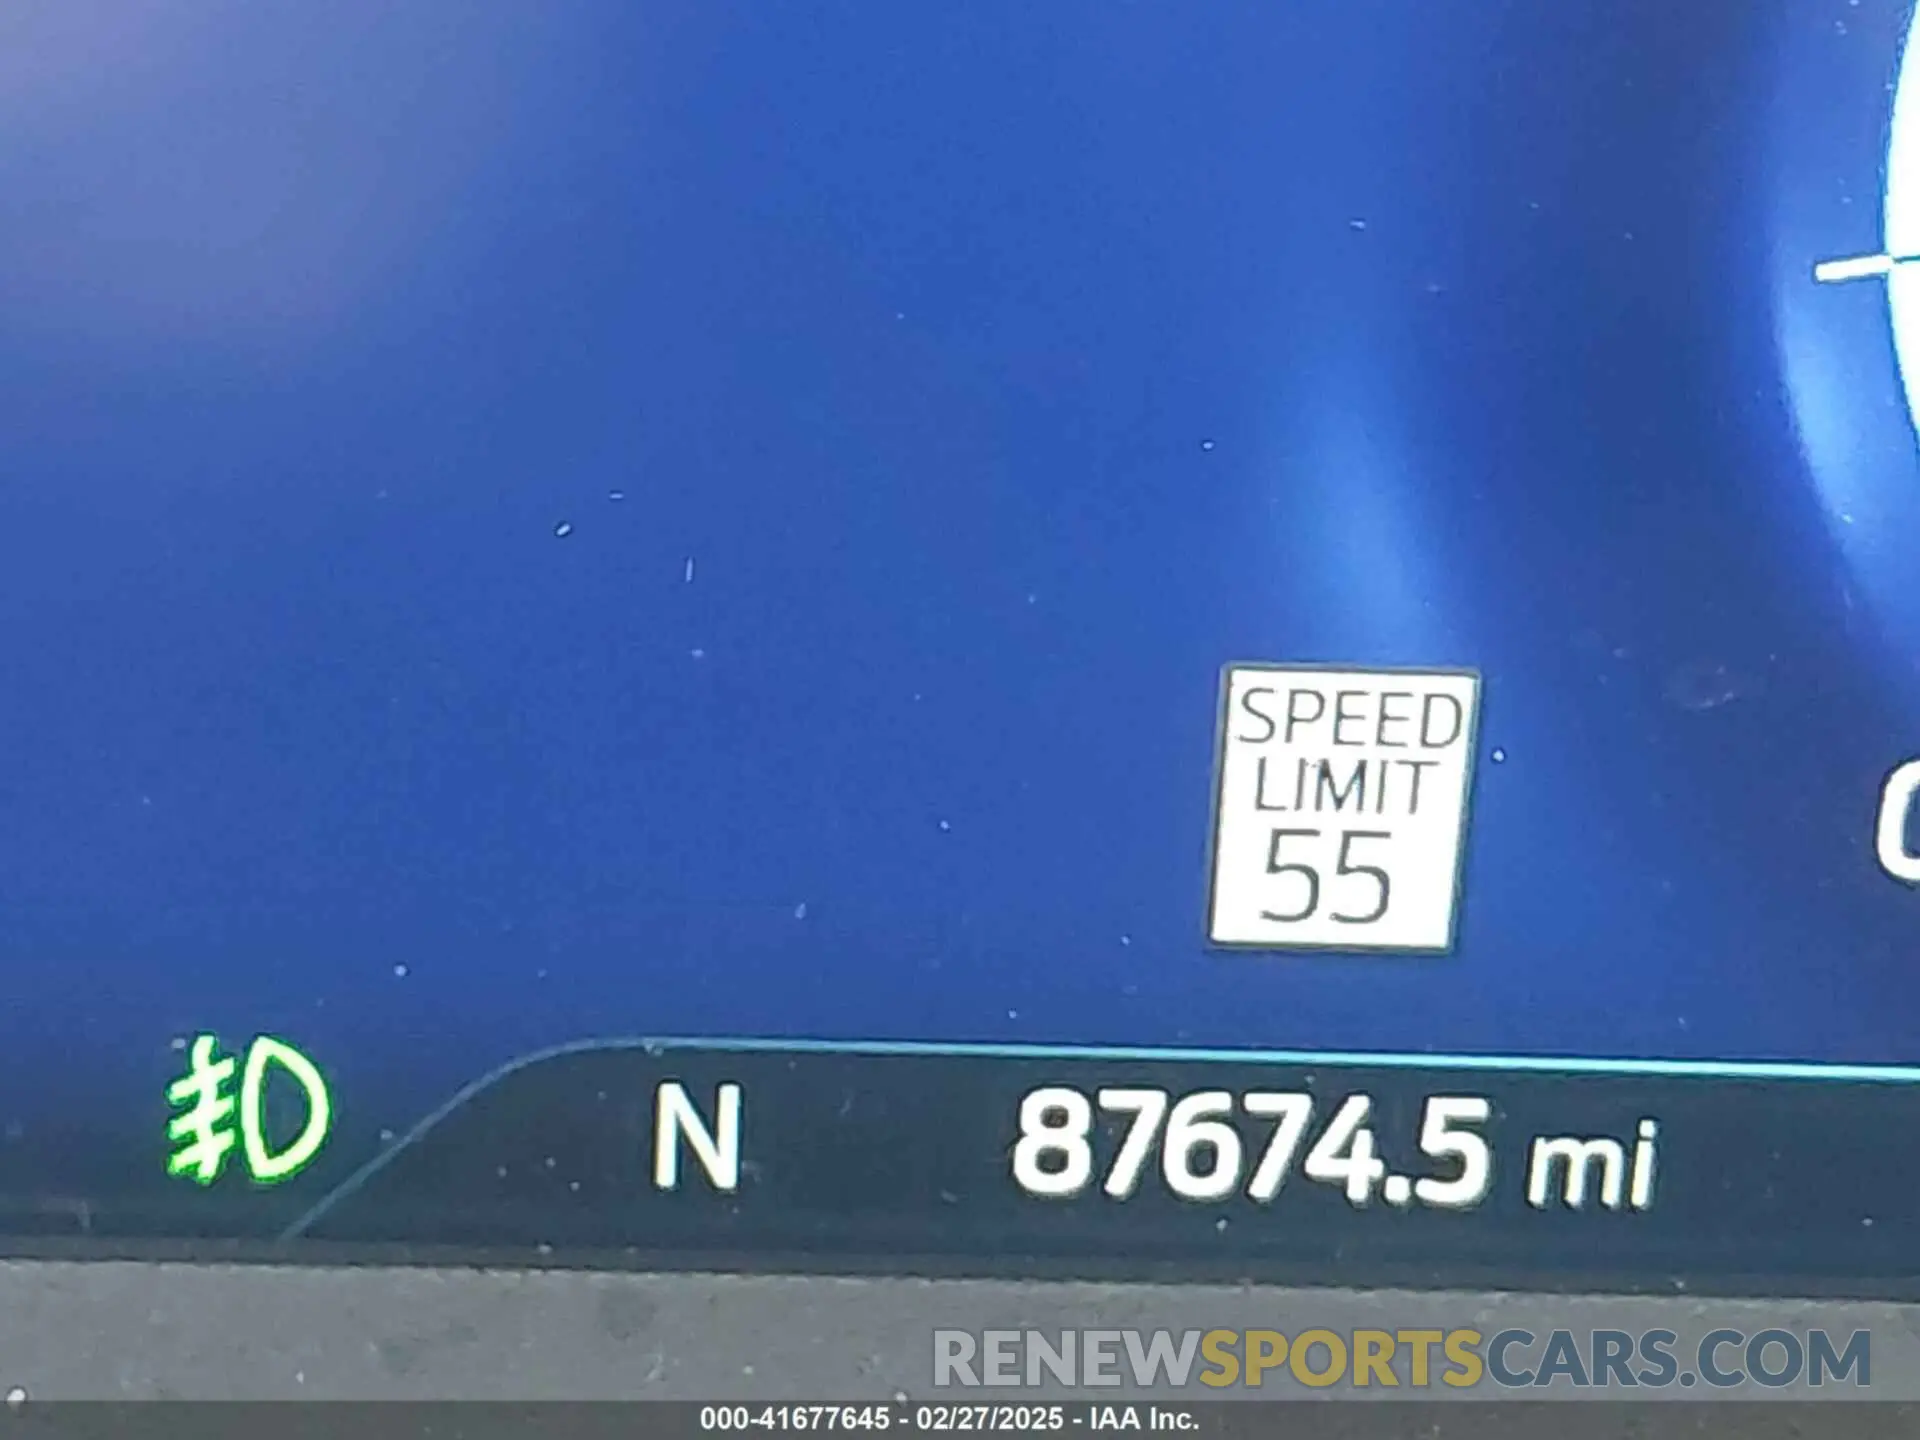 SPEED
LIMIT
55
N 87674.5 mi
RENEWSPORTSCARS.COM
000-41677645 - 02/27/2025 - IAA Inc.